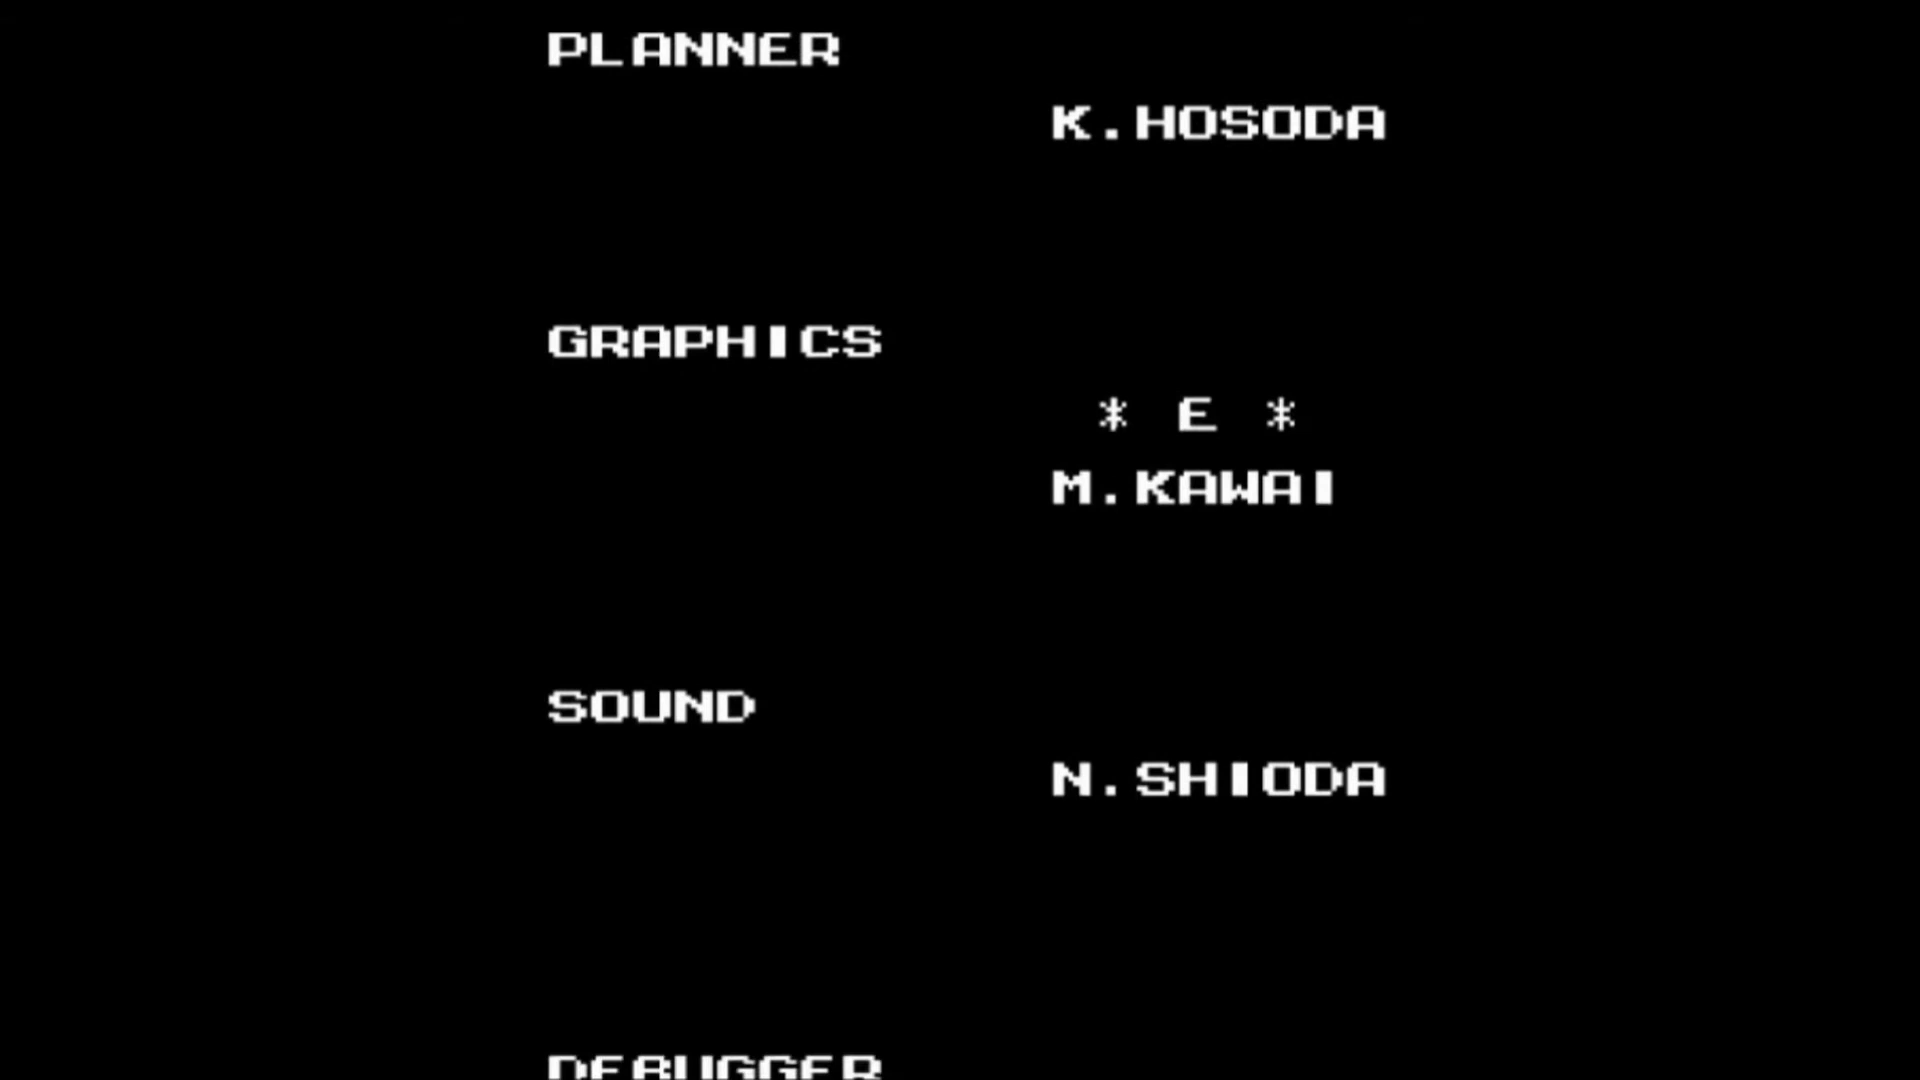 PLANNER
K.HOSODA
GRAPHICS
* E *
M.KAWAI
SOUND
N.SHIODA
DEBUGGER